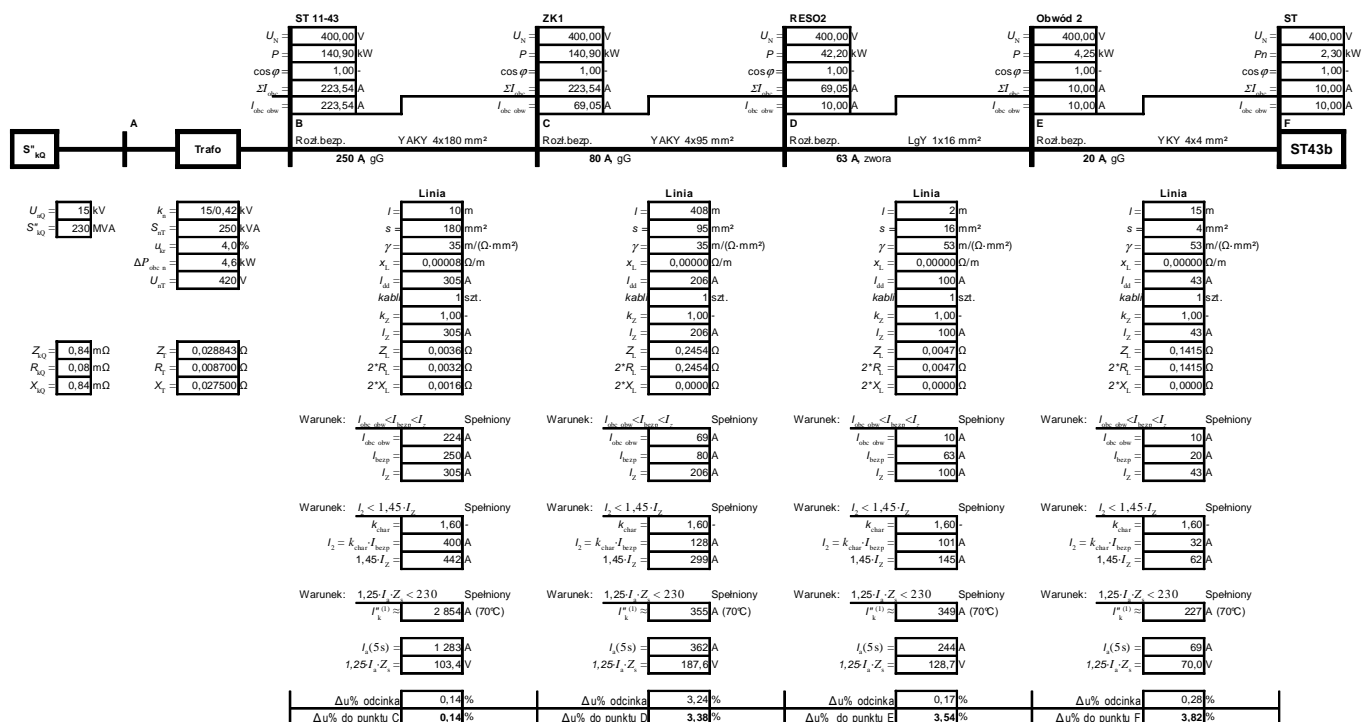 ST 11-43 ZK1 RESO2 Obwód 2 ST
U_N = 400,00 V U_N = 400,00 V U_N = 400,00 V U_N = 400,00 V U_N = 400,00 V
P = 140,90 kW P = 140,90 kW P = 42,20 kW P = 4,25 kW Pn = 2,30 kW
cosφ = 1,00 - cosφ = 1,00 - cosφ = 1,00 - cosφ = 1,00 - cosφ = 1,00 -
ΣI_obc = 223,54 A ΣI_obc = 223,54 A ΣI_obc = 69,05 A ΣI_obc = 10,00 A ΣI_obc = 10,00 A
I_obc obw = 223,54 A I_obc obw = 69,05 A I_obc obw = 10,00 A I_obc obw = 10,00 A I_obc obw = 10,00 A
A B C D E F
S"_kQ Trafo Rozł.bezp. YAKY 4x180 mm² Rozł.bezp. YAKY 4x95 mm² Rozł.bezp. LgY 1x16 mm² Rozł.bezp. YKY 4x4 mm² ST43b
250 A, gG 80 A, gG 63 A, zwora 20 A, gG
Linia Linia Linia Linia
U_nQ = 15 kV k_n = 15/0,42 kV l = 10 m l = 408 m l = 2 m l = 15 m
S"_kQ = 230 MVA S_nT = 250 kVA s = 180 mm² s = 95 mm² s = 16 mm² s = 4 mm²
u_kr = 4,0 % γ = 35 m/(Ω·mm²) γ = 35 m/(Ω·mm²) γ = 53 m/(Ω·mm²) γ = 53 m/(Ω·mm²)
ΔP_obc n = 4,6 kW x_L = 0,00008 Ω/m x_L = 0,00000 Ω/m x_L = 0,00000 Ω/m x_L = 0,00000 Ω/m
U_nT = 420 V I_dd = 305 A I_dd = 206 A I_dd = 100 A I_dd = 43 A
kabli 1 szt. kabli 1 szt. kabli 1 szt. kabli 1 szt.
k_Z = 1,00 - k_Z = 1,00 - k_Z = 1,00 - k_Z = 1,00 -
I_Z = 305 A I_Z = 206 A I_Z = 100 A I_Z = 43 A
Z_kQ = 0,84 mΩ Z_T = 0,028843 Ω Z_L = 0,0036 Ω Z_L = 0,2454 Ω Z_L = 0,0047 Ω Z_L = 0,1415 Ω
R_kQ = 0,08 mΩ R_T = 0,008700 Ω 2*R_L = 0,0032 Ω 2*R_L = 0,2454 Ω 2*R_L = 0,0047 Ω 2*R_L = 0,1415 Ω
X_kQ = 0,84 mΩ X_T = 0,027500 Ω 2*X_L = 0,0016 Ω 2*X_L = 0,0000 Ω 2*X_L = 0,0000 Ω 2*X_L = 0,0000 Ω
Warunek: I_obc obw<I_bezp<I_z Spełniony Warunek: I_obc obw<I_bezp<I_z Spełniony Warunek: I_obc obw<I_bezp<I_z Spełniony Warunek: I_obc obw<I_bezp<I_z Spełniony
I_obc obw = 224 A I_obc obw = 69 A I_obc obw = 10 A I_obc obw = 10 A
I_bezp = 250 A I_bezp = 80 A I_bezp = 63 A I_bezp = 20 A
I_Z = 305 A I_Z = 206 A I_Z = 100 A I_Z = 43 A
Warunek: I_2 < 1,45·I_Z Spełniony Warunek: I_2 < 1,45·I_Z Spełniony Warunek: I_2 < 1,45·I_Z Spełniony Warunek: I_2 < 1,45·I_Z Spełniony
k_char = 1,60 - k_char = 1,60 - k_char = 1,60 - k_char = 1,60 -
I_2 = k_char·I_bezp = 400 A I_2 = k_char·I_bezp = 128 A I_2 = k_char·I_bezp = 101 A I_2 = k_char·I_bezp = 32 A
1,45·I_Z = 442 A 1,45·I_Z = 299 A 1,45·I_Z = 145 A 1,45·I_Z = 62 A
Warunek: 1,25·I_a·Z_s < 230 Spełniony Warunek: 1,25·I_a·Z_s < 230 Spełniony Warunek: 1,25·I_a·Z_s < 230 Spełniony Warunek: 1,25·I_a·Z_s < 230 Spełniony
I"_k^(1) ≈ 2 854 A (70°C) I"_k^(1) ≈ 355 A (70°C) I"_k^(1) ≈ 349 A (70°C) I"_k^(1) ≈ 227 A (70°C)
I_a(5s) = 1 283 A I_a(5s) = 362 A I_a(5s) = 244 A I_a(5s) = 69 A
1,25·I_a·Z_s = 103,4 V 1,25·I_a·Z_s = 187,6 V 1,25·I_a·Z_s = 128,7 V 1,25·I_a·Z_s = 70,0 V
Δu% odcinka 0,14 % Δu% odcinka 3,24 % Δu% odcinka 0,17 % Δu% odcinka 0,28 %
Δu% do punktu C 0,14 % Δu% do punktu D 3,38 % Δu% do punktu E 3,54 % Δu% do punktu F 3,82 %